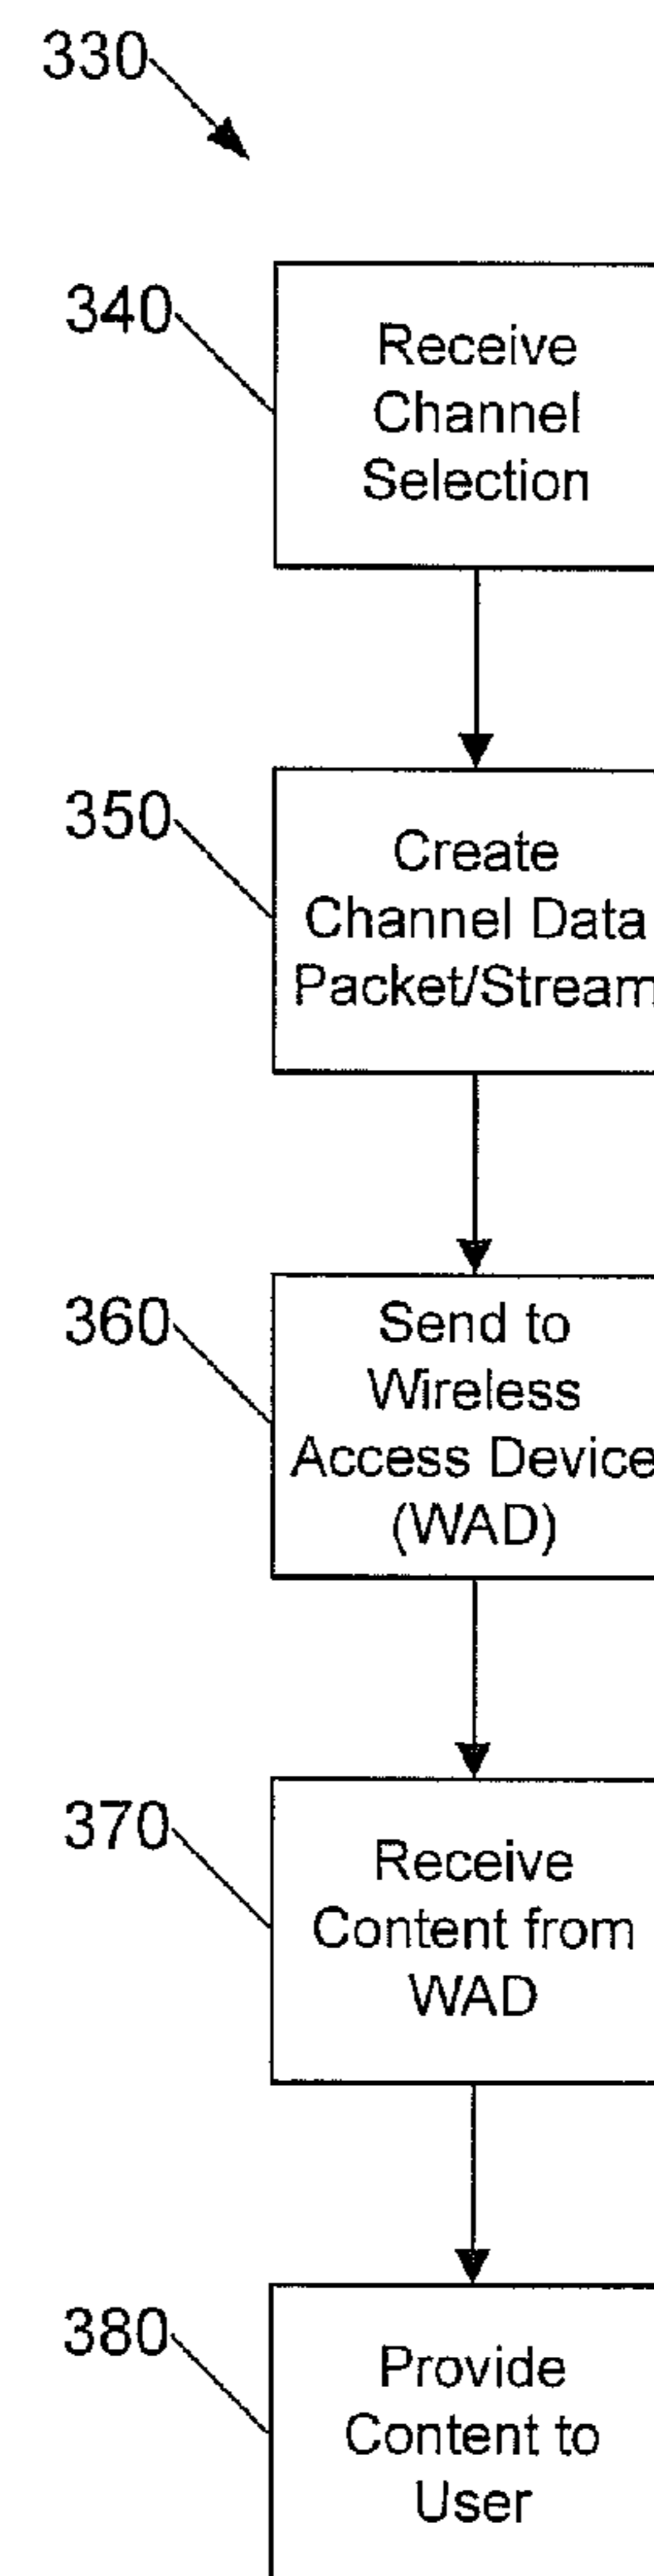 330
340
Receive
Channel
Selection
350
Create
Channel Data
Packet/Stream
360
Send to
Wireless
Access Device
(WAD)
370
Receive
Content from
WAD
380
Provide
Content to
User